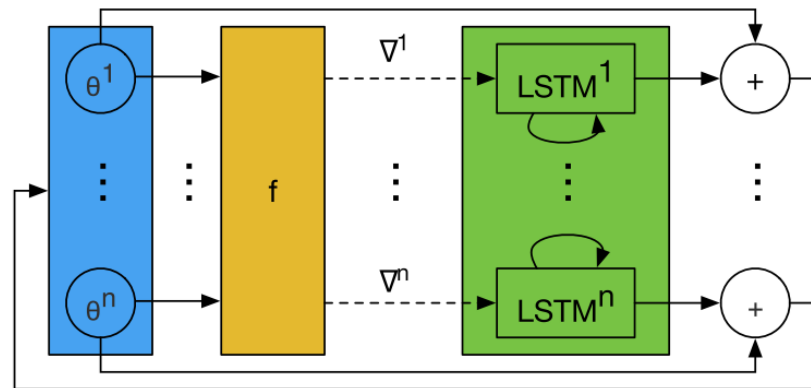 ∇¹
θ¹ LSTM¹ +
f
∇ⁿ
θⁿ LSTMⁿ +